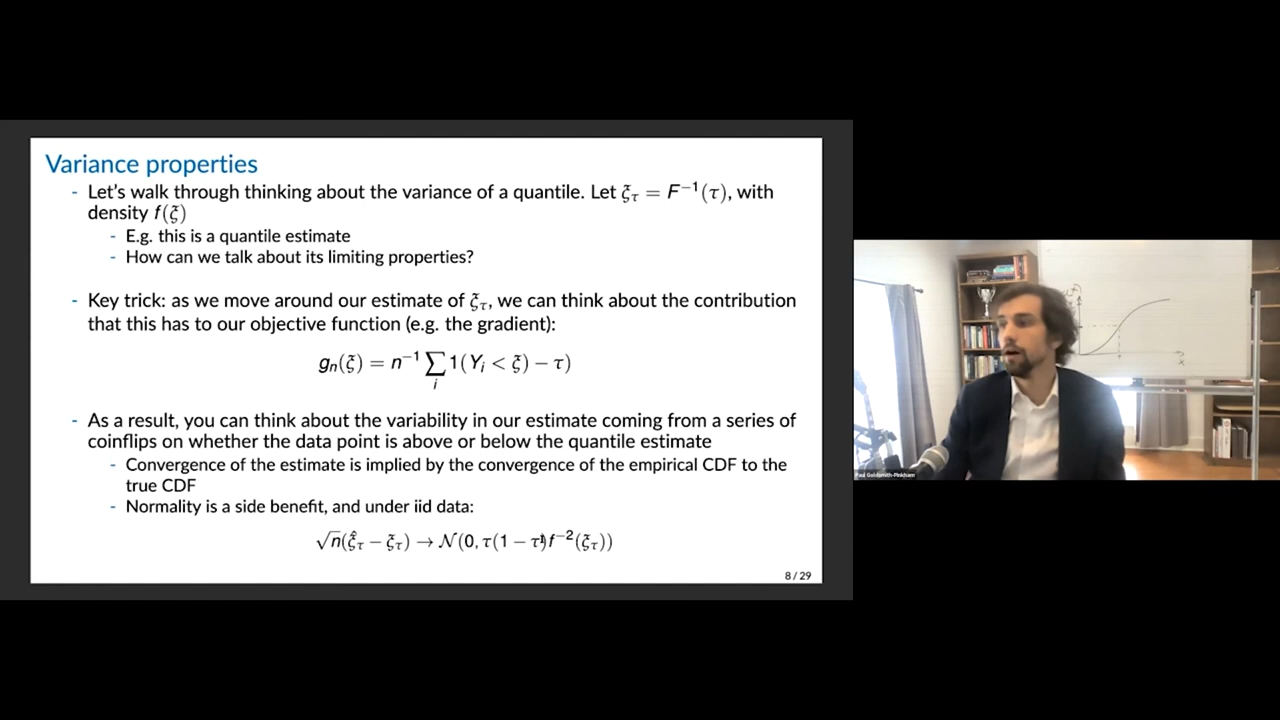 Variance properties
- Let's walk through thinking about the variance of a quantile. Let ξτ = F⁻¹(τ), with
density f(ξ)
- E.g. this is a quantile estimate
- How can we talk about its limiting properties?
- Key trick: as we move around our estimate of ξτ, we can think about the contribution
that this has to our objective function (e.g. the gradient):
gₙ(ξ) = n⁻¹ ∑ᵢ 1(Yᵢ < ξ) − τ)
- As a result, you can think about the variability in our estimate coming from a series of
coinflips on whether the data point is above or below the quantile estimate
- Convergence of the estimate is implied by the convergence of the empirical CDF to the
true CDF
- Normality is a side benefit, and under iid data:
√n(ξ̂τ − ξτ) → N(0, τ(1 − τ)f⁻²(ξτ))
8 / 29
Paul Goldsmith-Pinkham